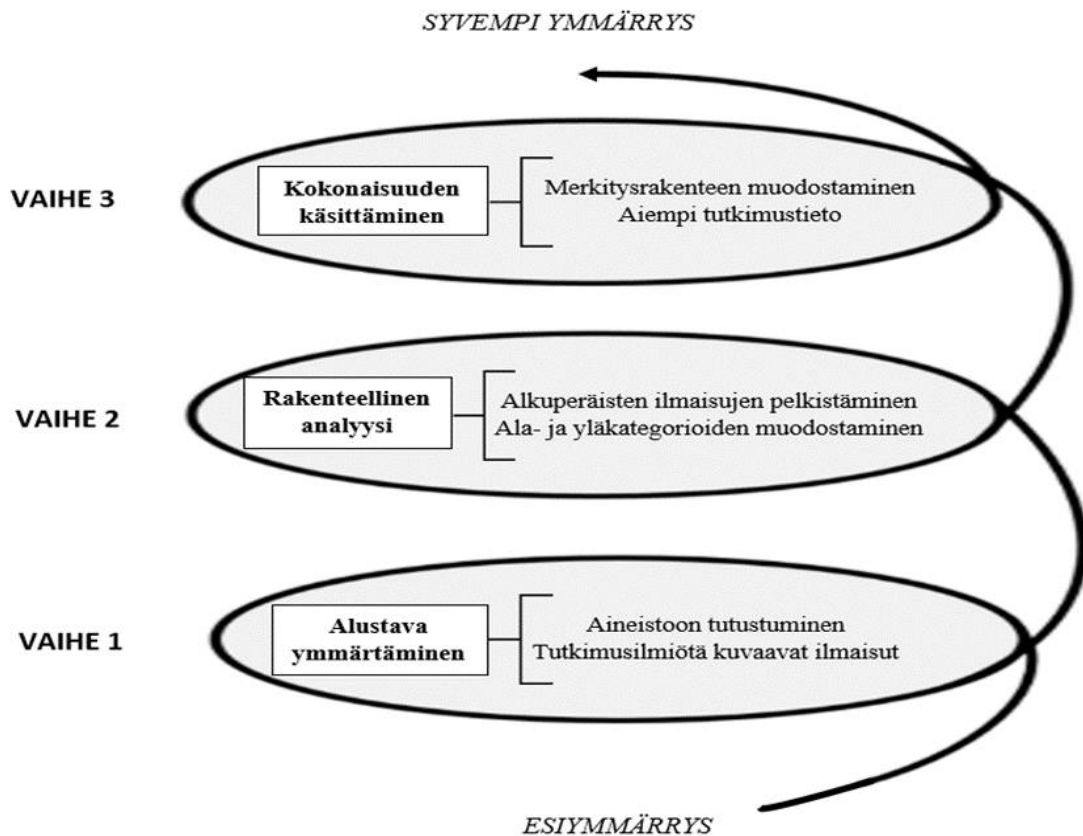 SYVEMPI YMMÄRRYS
VAIHE 3
Kokonaisuuden
käsittäminen
Merkitysrakenteen muodostaminen
Aiempi tutkimustieto
VAIHE 2
Rakenteellinen
analyysi
Alkuperäisten ilmaisujen pelkistäminen
Ala- ja yläkategorioiden muodostaminen
VAIHE 1
Alustava
ymmärtäminen
Aineistoon tutustuminen
Tutkimusilmiötä kuvaavat ilmaisut
ESIYMMÄRRYS